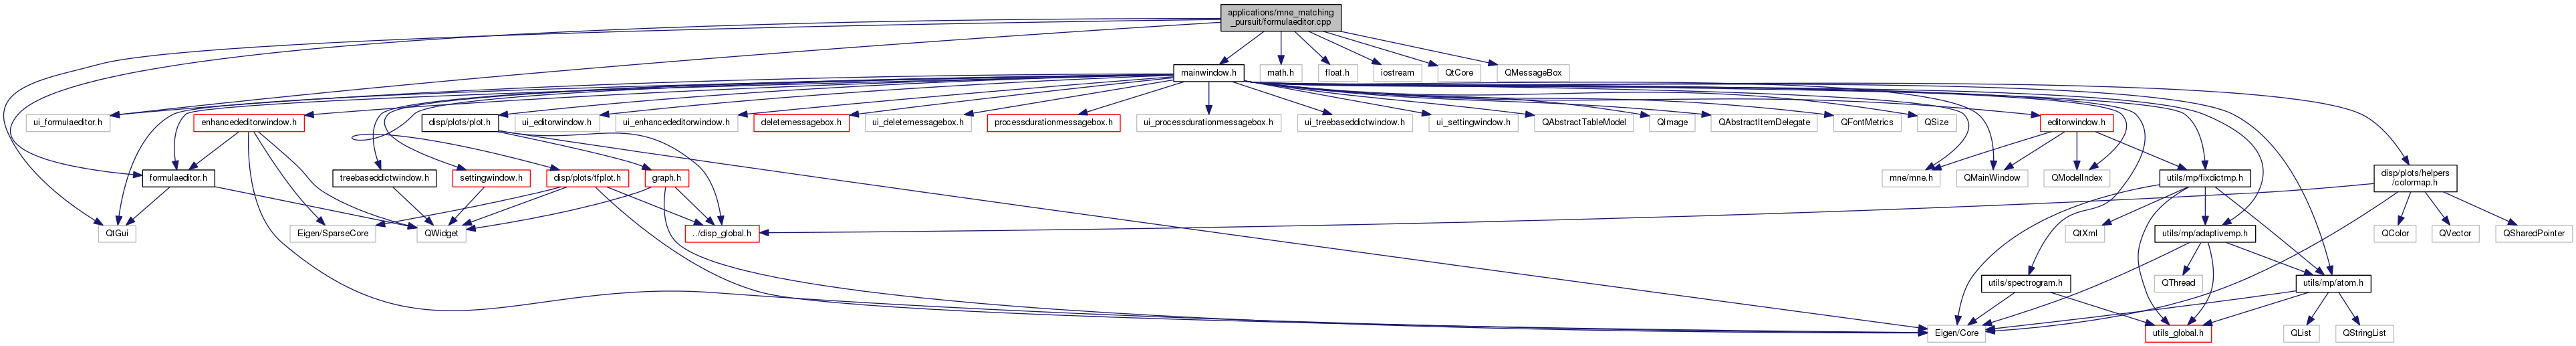 applications/mne_matching
_pursuit/formulaeditor.cpp
mainwindow.h
math.h
float.h
iostream
QtCore
QMessageBox
ui_formulaeditor.h
enhancededitorwindow.h
disp/plots/plot.h
ui_editorwindow.h
ui_enhancededitorwindow.h
deletemessagebox.h
ui_deletemessagebox.h
processdurationmessagebox.h
ui_processdurationmessagebox.h
ui_treebaseddictwindow.h
ui_settingwindow.h
QAbstractTableModel
QImage
QAbstractItemDelegate
QFontMetrics
QSize
editorwindow.h
formulaeditor.h
treebaseddictwindow.h
settingwindow.h
disp/plots/tfplot.h
graph.h
mne/mne.h
QMainWindow
QModelIndex
utils/mp/fixdictmp.h
disp/plots/helpers
/colormap.h
QtGui
Eigen/SparseCore
QWidget
../disp_global.h
QtXml
utils/mp/adaptivemp.h
QColor
QVector
QSharedPointer
utils/spectrogram.h
QThread
utils/mp/atom.h
Eigen/Core
utils_global.h
QList
QStringList